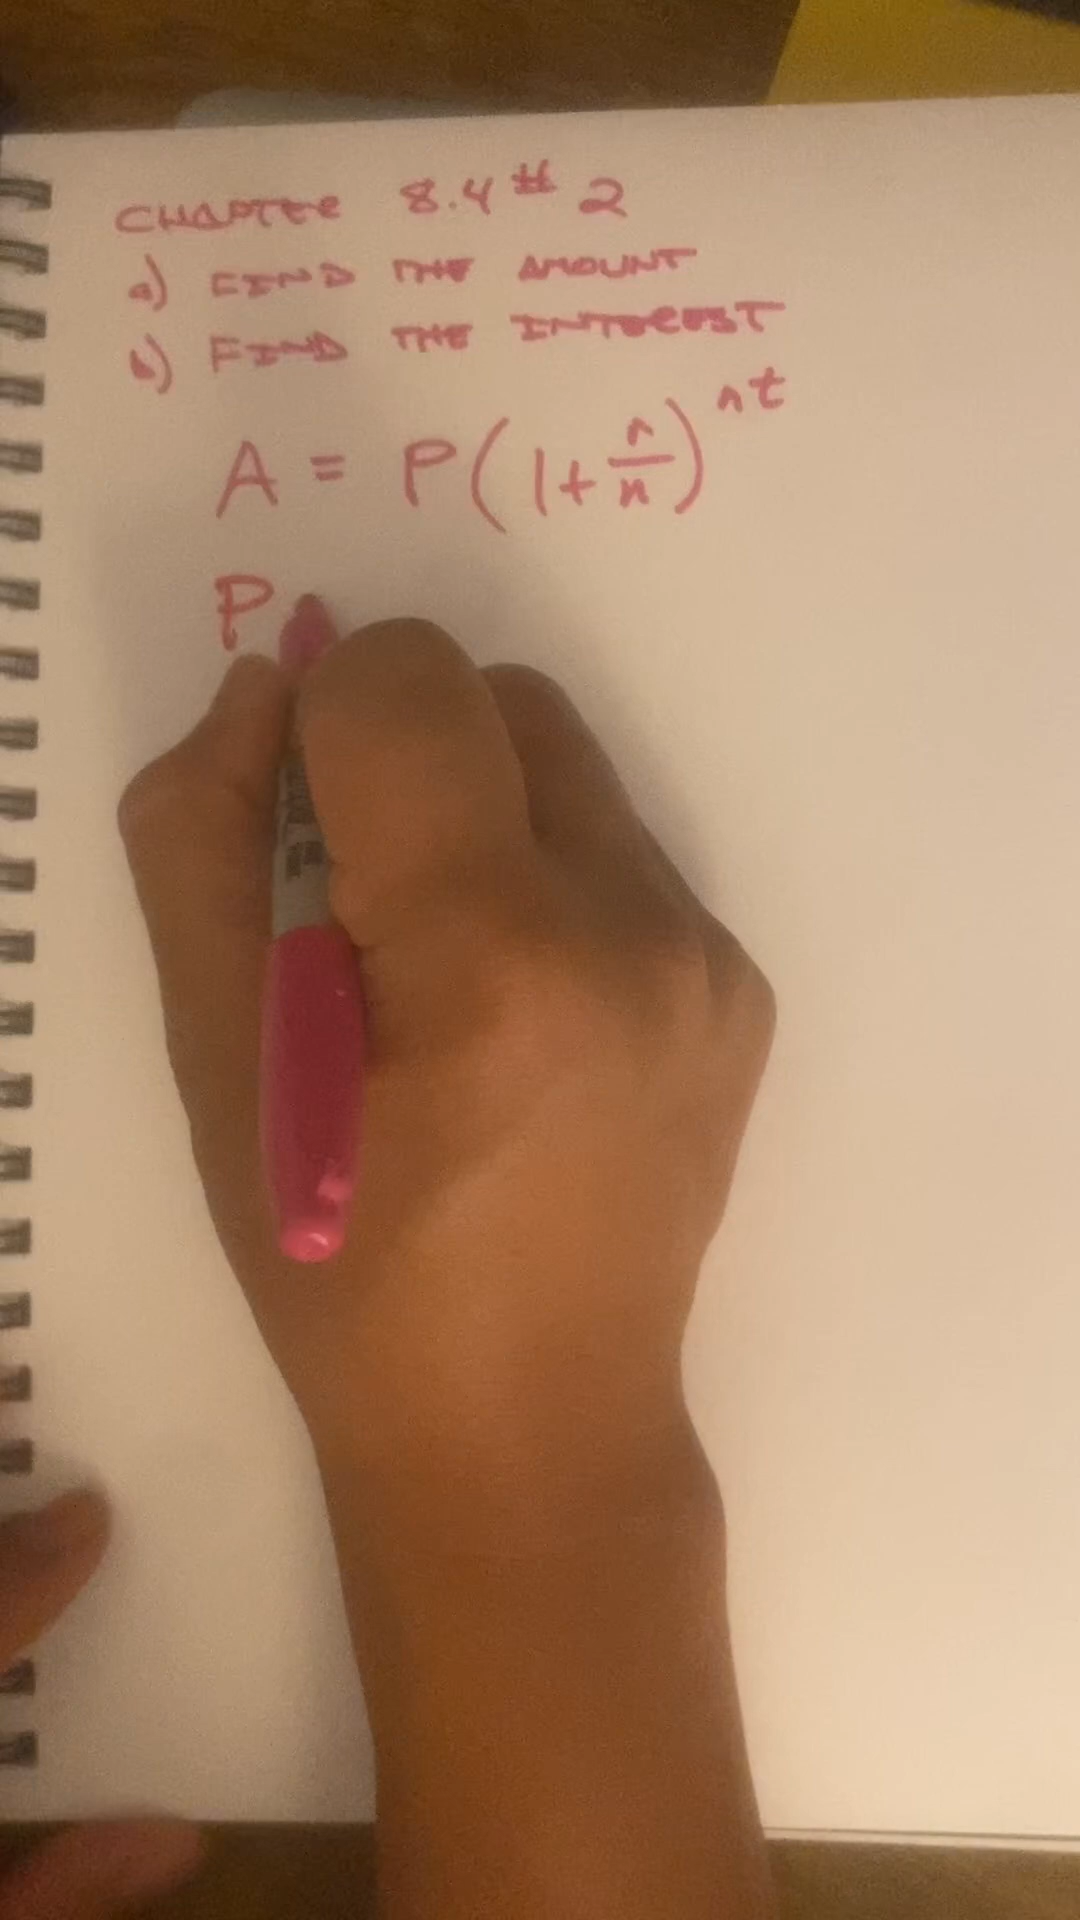 CHAPTER 8.4 # 2
a) FIND THE AMOUNT
b) FIND THE INTEREST
A = P(1+r/n)^nt
P